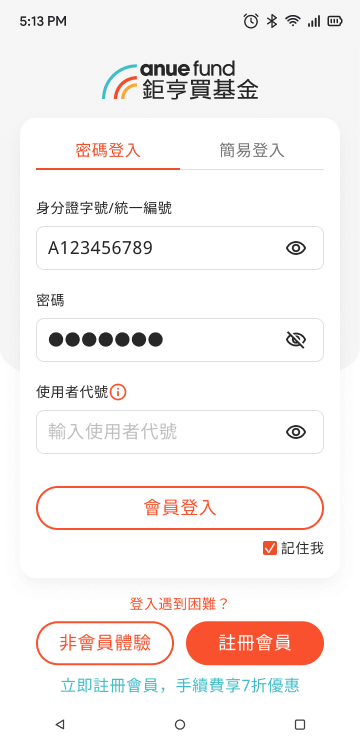 5:13 PM
anue fund
鉅亨買基金
密碼登入
簡易登入
身分證字號/統一編號
A123456789
密碼
使用者代號
輸入使用者代號
會員登入
記住我
登入遇到困難？
非會員體驗
註冊會員
立即註冊會員，手續費享7折優惠